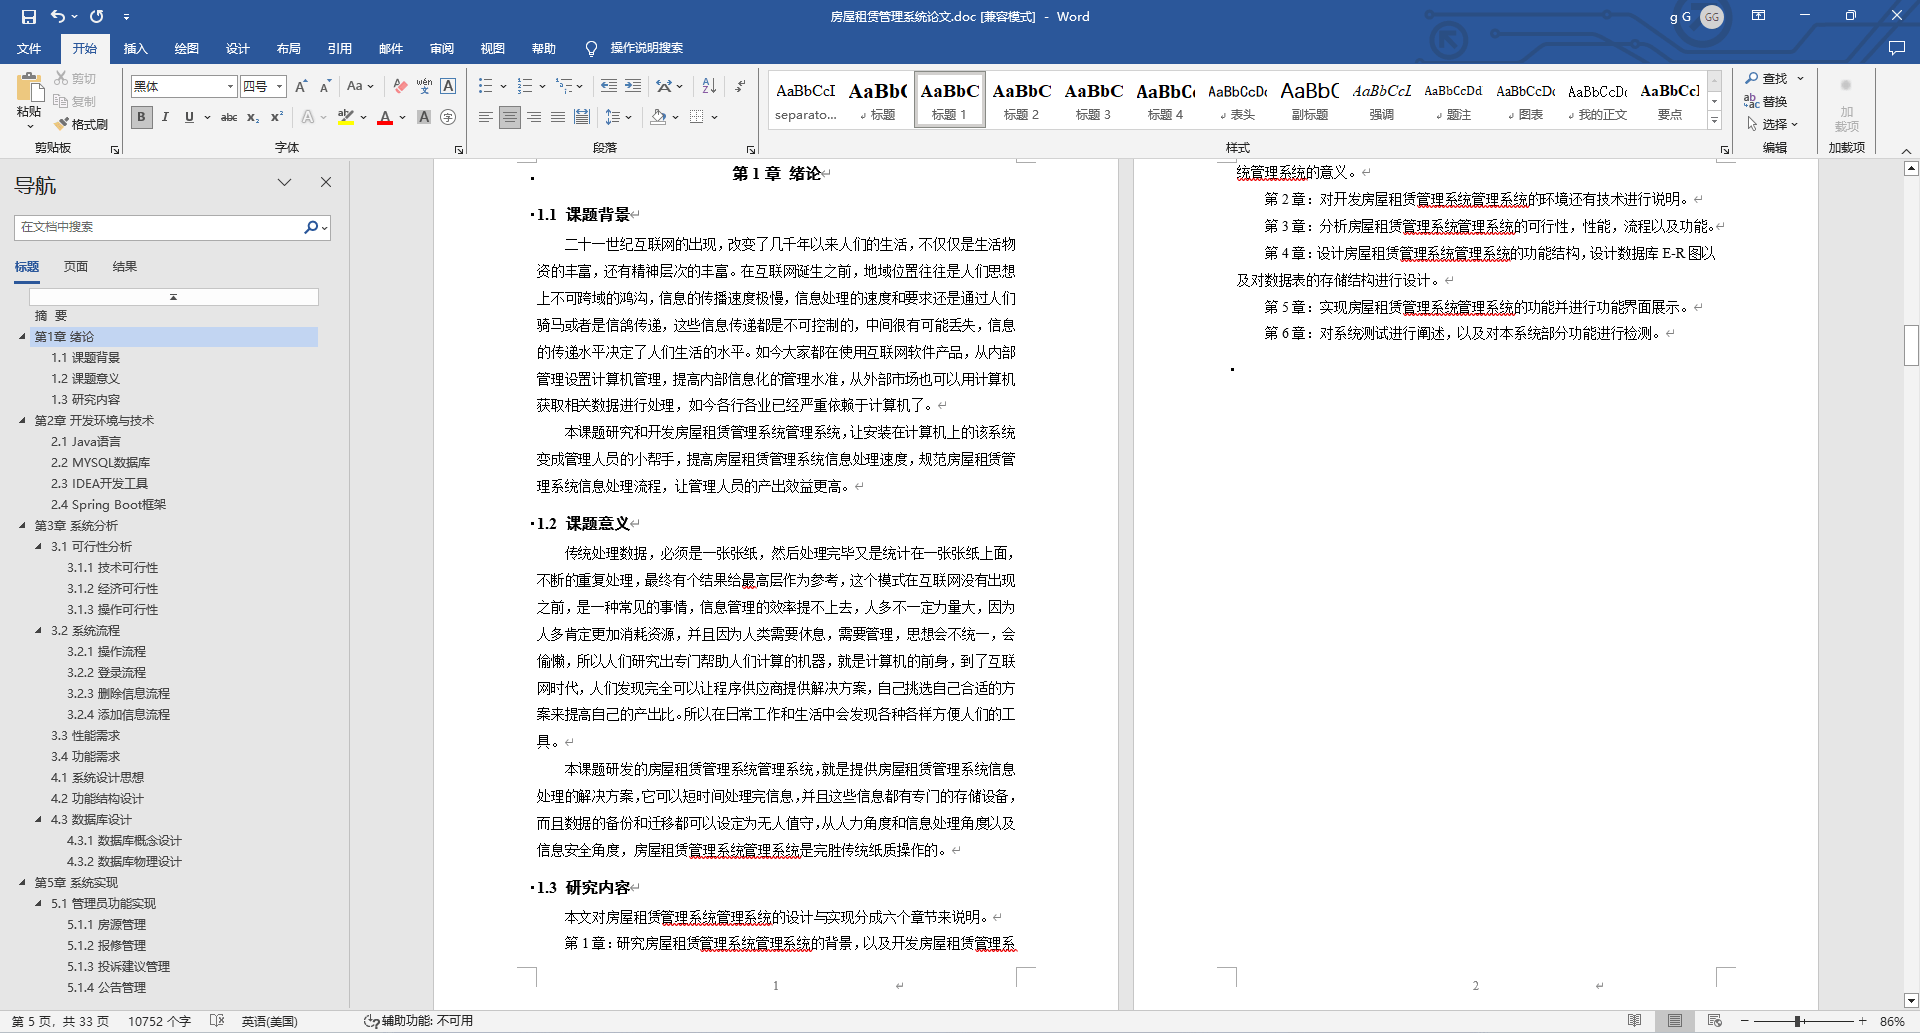 房屋租赁管理系统论文.doc [兼容模式] - Word
g G
GG
文件 开始 插入 绘图 设计 布局 引用 邮件 审阅 视图 帮助 操作说明搜索
粘贴
剪切
复制
格式刷
剪贴板
黑体
四号
字体
段落
AaBbCcI AaBb( AaBbC AaBbC AaBbC AaBbC( AaBbCcDc AaBbC AaBbCcL AaBbCcDd AaBbCcDc AaBbCcDc AaBbCcl
separato... 标题 标题 1 标题 2 标题 3 标题 4 表头 副标题 强调 题注 图表 我的正文 要点
样式
查找
替换
选择
编辑
加载项
加载项
导航
在文档中搜索
标题 页面 结果
摘 要
第1章 绪论
1.1 课题背景
1.2 课题意义
1.3 研究内容
第2章 开发环境与技术
2.1 Java语言
2.2 MYSQL数据库
2.3 IDEA开发工具
2.4 Spring Boot框架
第3章 系统分析
3.1 可行性分析
3.1.1 技术可行性
3.1.2 经济可行性
3.1.3 操作可行性
3.2 系统流程
3.2.1 操作流程
3.2.2 登录流程
3.2.3 删除信息流程
3.2.4 添加信息流程
3.3 性能需求
3.4 功能需求
4.1 系统设计思想
4.2 功能结构设计
4.3 数据库设计
4.3.1 数据库概念设计
4.3.2 数据库物理设计
第5章 系统实现
5.1 管理员功能实现
5.1.1 房源管理
5.1.2 报修管理
5.1.3 投诉建议管理
5.1.4 公告管理
第 1 章 绪论
1.1 课题背景
二十一世纪互联网的出现，改变了几千年以来人们的生活，不仅仅是生活物
资的丰富，还有精神层次的丰富。在互联网诞生之前，地域位置往往是人们思想
上不可跨域的鸿沟，信息的传播速度极慢，信息处理的速度和要求还是通过人们
骑马或者是信鸽传递，这些信息传递都是不可控制的，中间很有可能丢失，信息
的传递水平决定了人们生活的水平。如今大家都在使用互联网软件产品，从内部
管理设置计算机管理，提高内部信息化的管理水准，从外部市场也可以用计算机
获取相关数据进行处理，如今各行各业已经严重依赖于计算机了。
本课题研究和开发房屋租赁管理系统管理系统，让安装在计算机上的该系统
变成管理人员的小帮手，提高房屋租赁管理系统信息处理速度，规范房屋租赁管
理系统信息处理流程，让管理人员的产出效益更高。
1.2 课题意义
传统处理数据，必须是一张张纸，然后处理完毕又是统计在一张张纸上面，
不断的重复处理，最终有个结果给最高层作为参考，这个模式在互联网没有出现
之前，是一种常见的事情，信息管理的效率提不上去，人多不一定力量大，因为
人多肯定更加消耗资源，并且因为人类需要休息，需要管理，思想会不统一，会
偷懒，所以人们研究出专门帮助人们计算的机器，就是计算机的前身，到了互联
网时代，人们发现完全可以让程序供应商提供解决方案，自己挑选自己合适的方
案来提高自己的产出比。所以在日常工作和生活中会发现各种各样方便人们的工
具。
本课题研发的房屋租赁管理系统管理系统，就是提供房屋租赁管理系统信息
处理的解决方案，它可以短时间处理完信息，并且这些信息都有专门的存储设备，
而且数据的备份和迁移都可以设定为无人值守，从人力角度和信息处理角度以及
信息安全角度，房屋租赁管理系统管理系统是完胜传统纸质操作的。
1.3 研究内容
本文对房屋租赁管理系统管理系统的设计与实现分成六个章节来说明。
第 1 章：研究房屋租赁管理系统管理系统的背景，以及开发房屋租赁管理系
1
统管理系统的意义。
第 2 章：对开发房屋租赁管理系统管理系统的环境还有技术进行说明。
第 3 章：分析房屋租赁管理系统管理系统的可行性，性能，流程以及功能。
第 4 章：设计房屋租赁管理系统管理系统的功能结构，设计数据库 E-R 图以
及对数据表的存储结构进行设计。
第 5 章：实现房屋租赁管理系统管理系统的功能并进行功能界面展示。
第 6 章：对系统测试进行阐述，以及对本系统部分功能进行检测。
2
第 5 页，共 33 页 10752 个字 英语(美国) 辅助功能: 不可用 86%